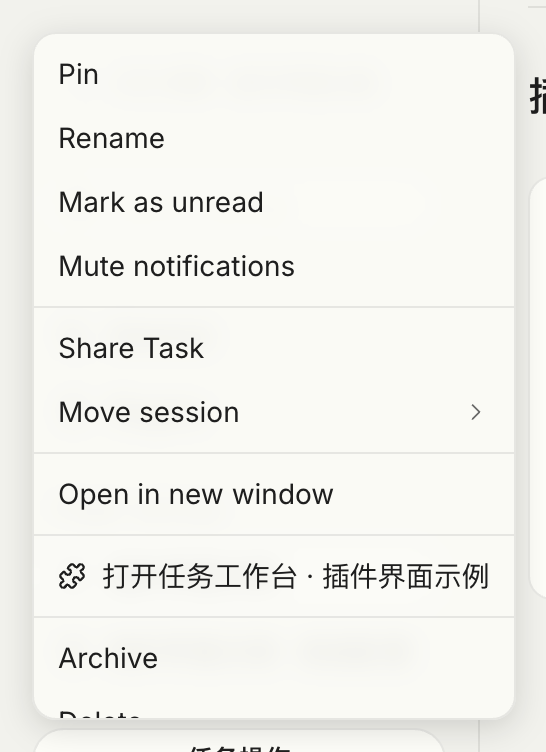 Pin
Rename
Mark as unread
Mute notifications
Share Task
Move session
Open in new window
打开任务工作台 · 插件界面示例
Archive